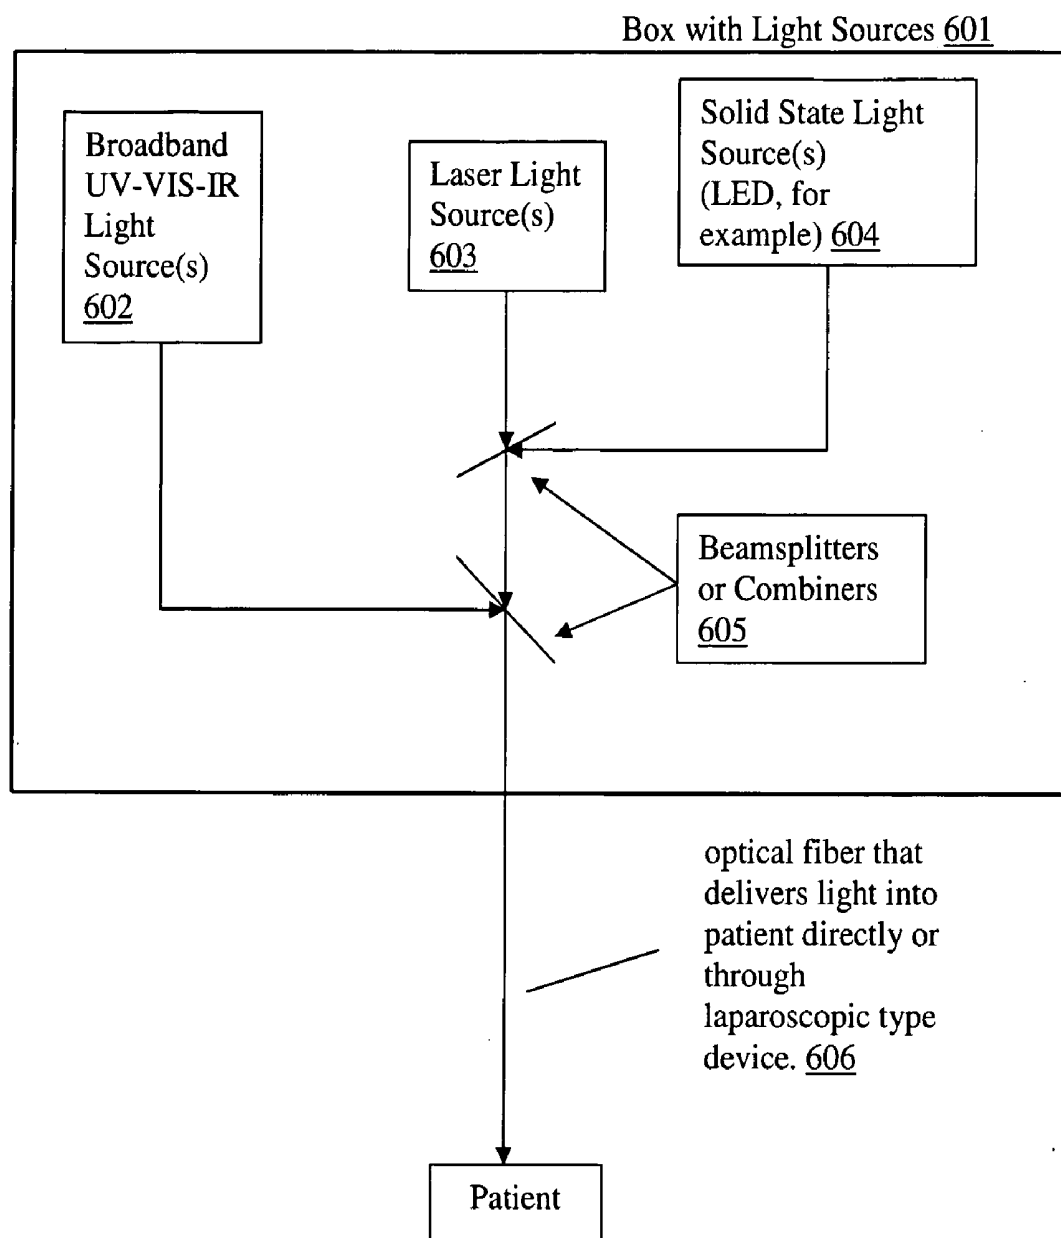 Box with Light Sources 601
Broadband
UV-VIS-IR
Light
Source(s)
602
Laser Light
Source(s)
603
Solid State Light
Source(s)
(LED, for
example) 604
Beamsplitters
or Combiners
605
optical fiber that
delivers light into
patient directly or
through
laparoscopic type
device. 606
Patient